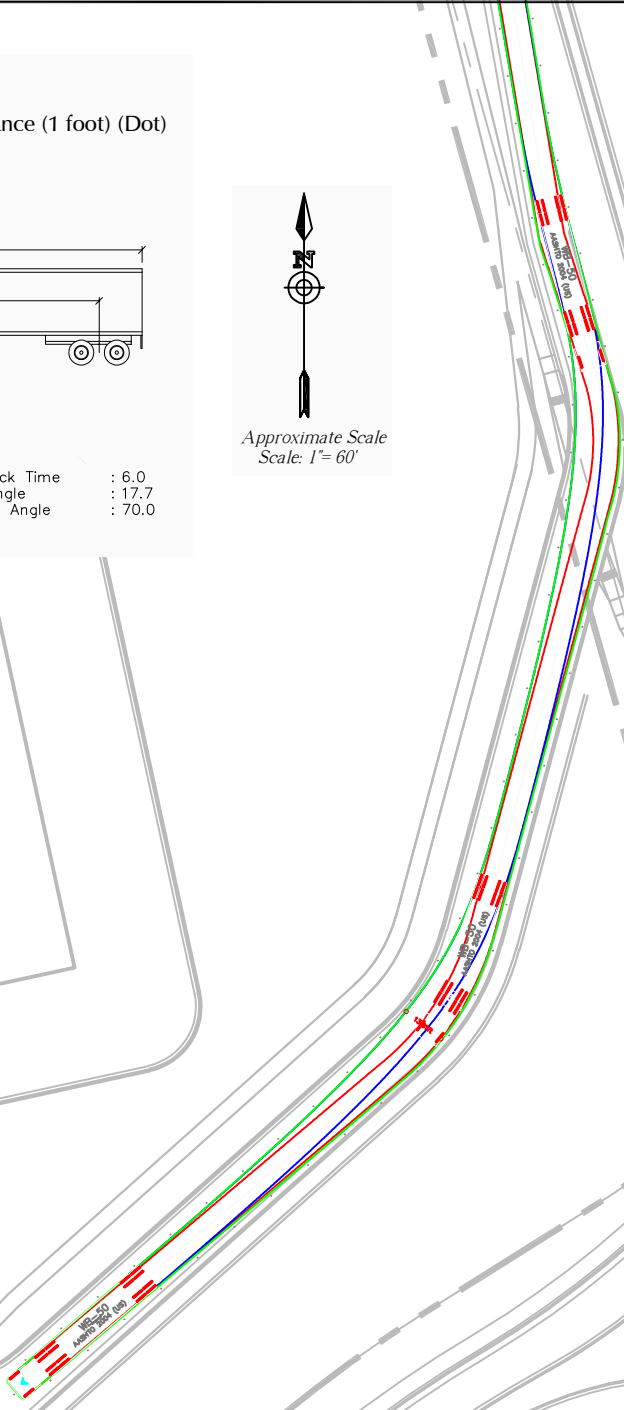 nce (1 foot) (Dot)
N
Approximate Scale
Scale: 1"= 60'
ck Time : 6.0
ngle : 17.7
Angle : 70.0
WB-50
AASHTO 2004 (US)
WB-50
AASHTO 2004 (US)
WB-50
AASHTO 2004 (US)